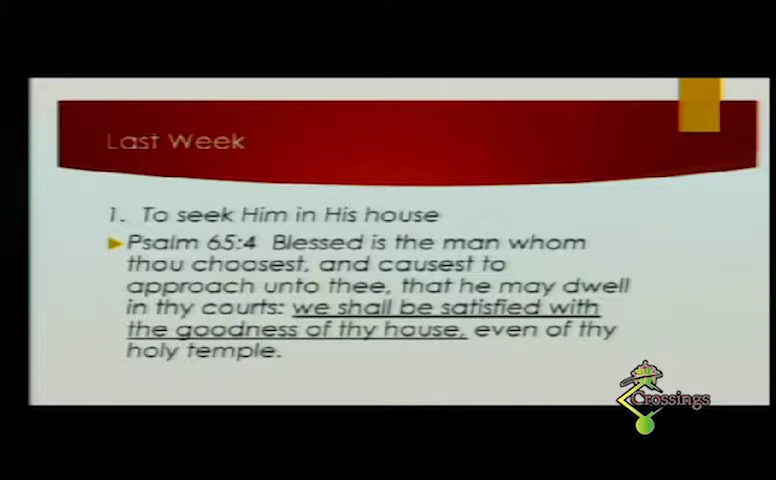 Last Week
1. To seek Him in His house
Psalm 65:4 Blessed is the man whom
thou choosest, and causest to
approach unto thee, that he may dwell
in thy courts: we shall be satisfied with
the goodness of thy house, even of thy
holy temple.
Crossings